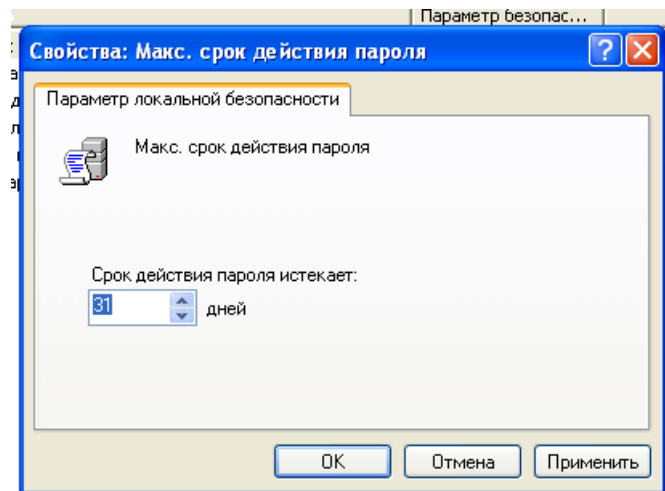 Параметр безопас...
Свойства: Макс. срок действия пароля
Параметр локальной безопасности
Макс. срок действия пароля
Срок действия пароля истекает:
31 дней
OK Отмена Применить